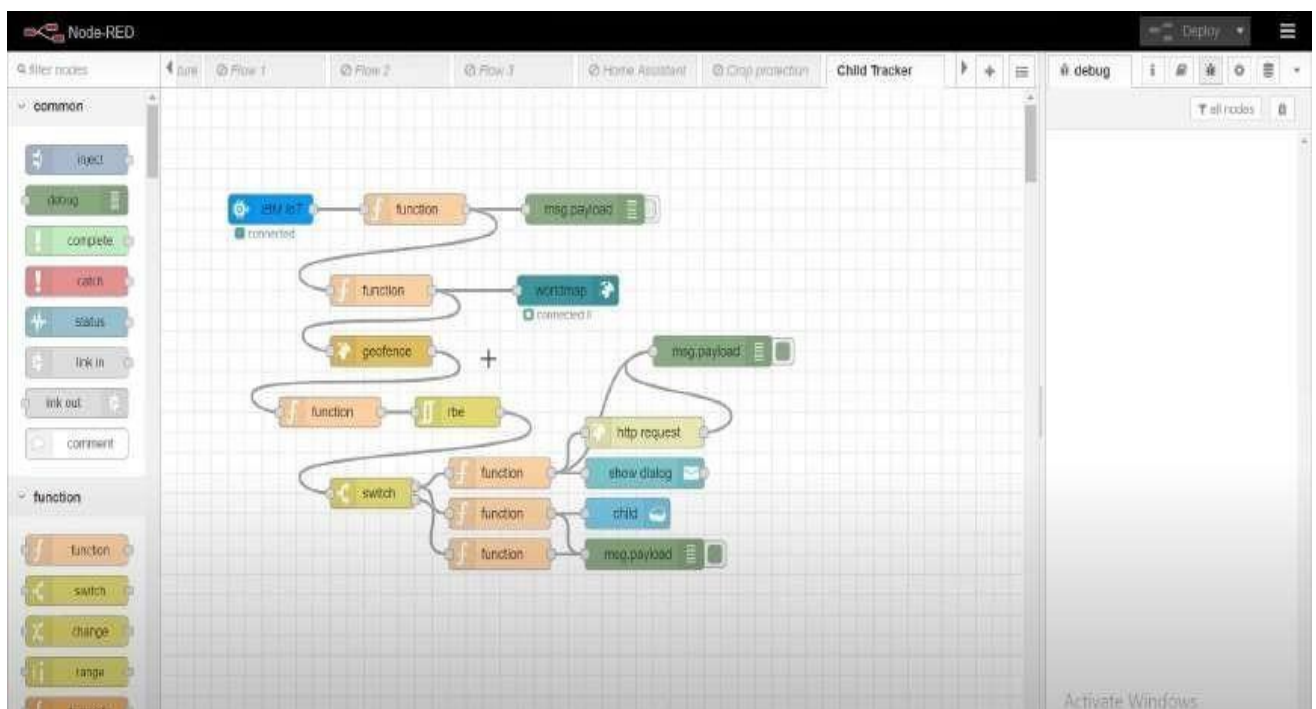 Node-RED
Deploy
filter nodes
Flow 1
Flow 2
Flow 3
Home Assistant
Crop protection
Child Tracker
debug
i
all nodes
common
inject
debug
complete
catch
status
link in
link out
comment
function
function
switch
change
range
IBM IoT
connected
function
msg.payload
function
worldmap
geofence
msg.payload
function
rbe
http request
switch
function
show dialog
function
child
function
msg.payload
Activate Windows